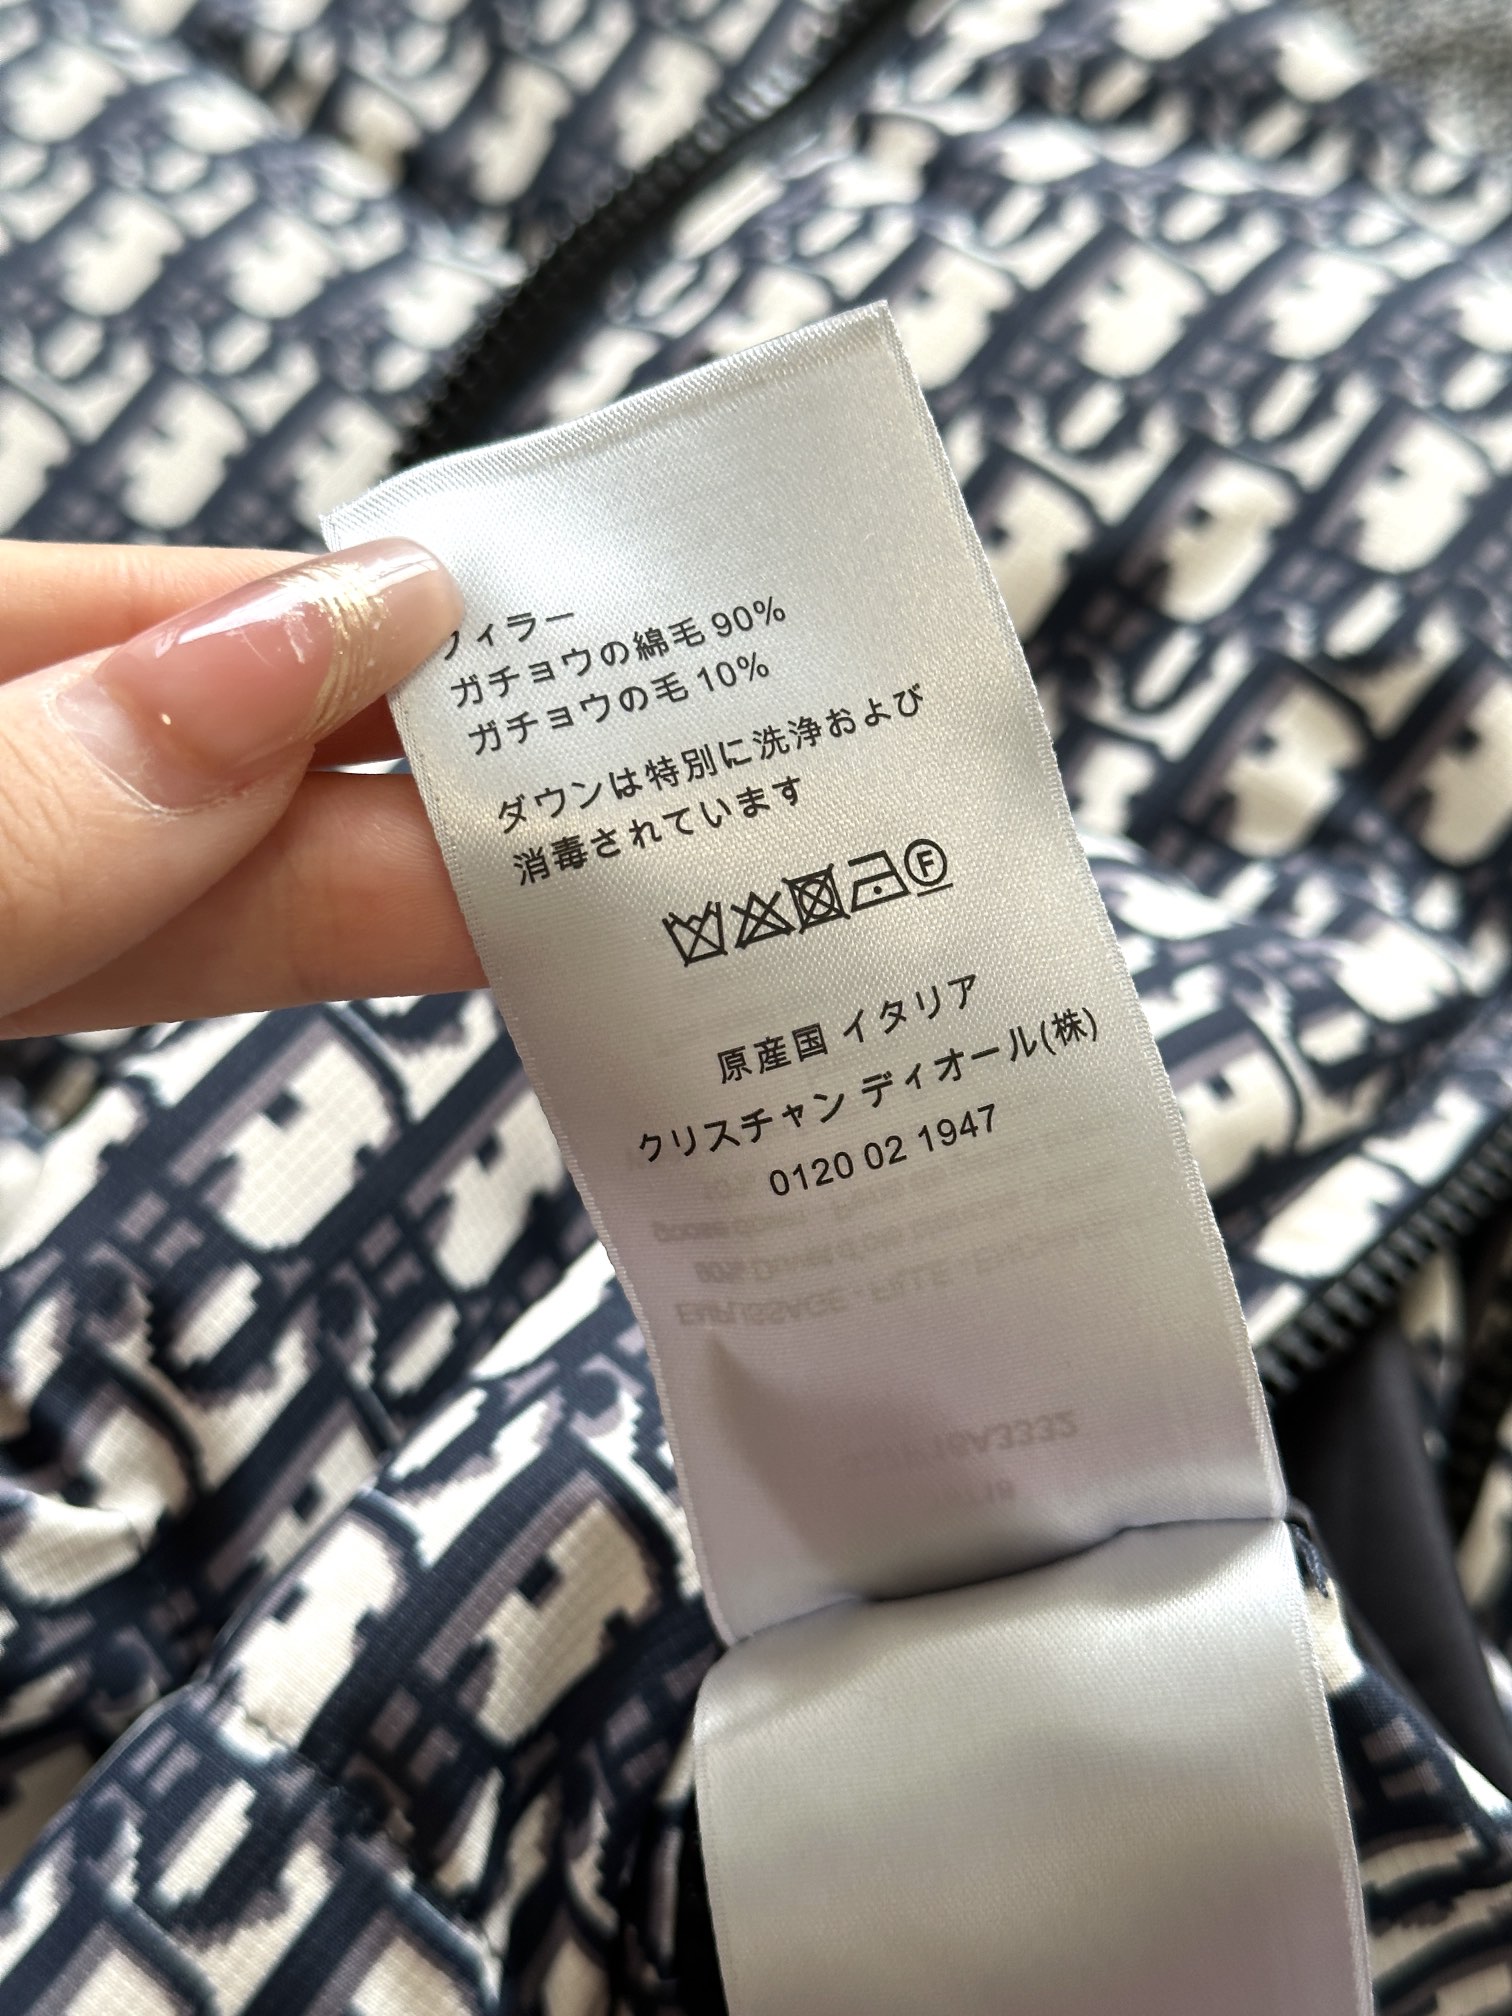 フィラー
ガチョウの綿毛 90%
ガチョウの毛 10%
ダウンは特別に洗浄および
消毒されています
F
原産国 イタリア
クリスチャン ディオール(株)
0120 02 1947